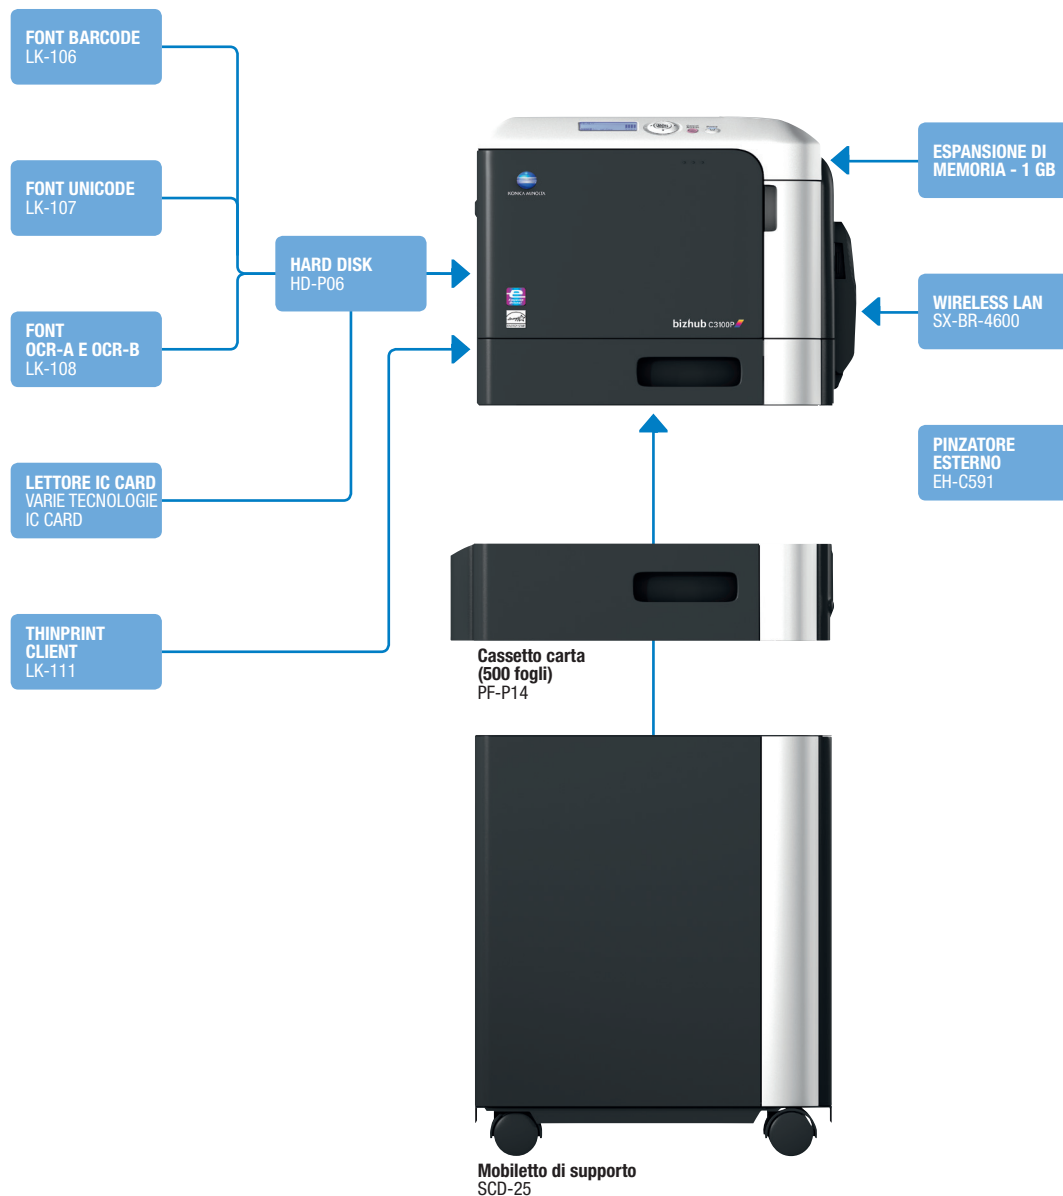 FONT BARCODE
LK-106
FONT UNICODE
LK-107
FONT
OCR-A E OCR-B
LK-108
LETTORE IC CARD
VARIE TECNOLOGIE
IC CARD
THINPRINT
CLIENT
LK-111
HARD DISK
HD-P06
KONICA MINOLTA
bizhub C3100P
ESPANSIONE DI
MEMORIA - 1 GB
WIRELESS LAN
SX-BR-4600
PINZATORE
ESTERNO
EH-C591
Cassetto carta
(500 fogli)
PF-P14
Mobiletto di supporto
SCD-25